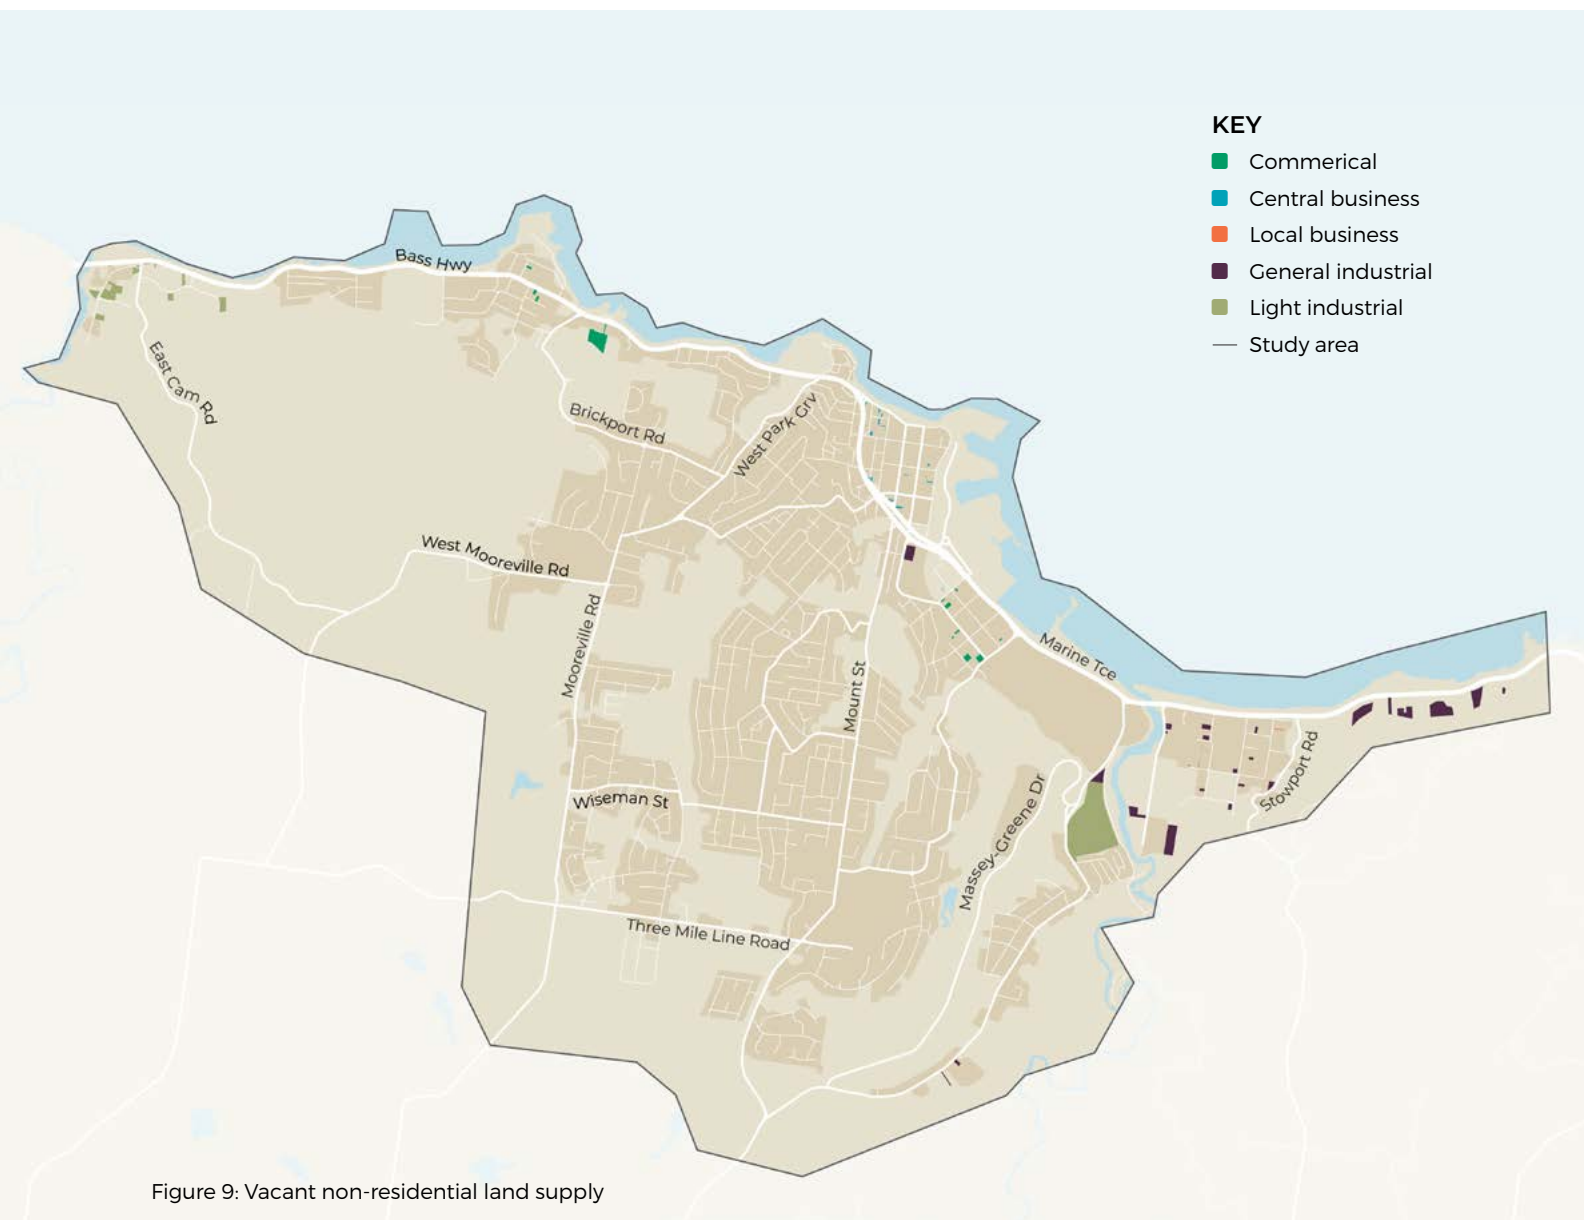 KEY
Commerical
Central business
Local business
General industrial
Light industrial
Study area
Bass Hwy
East Cam Rd
Brickport Rd
West Park Grv
West Mooreville Rd
Mooreville Rd
Marine Tce
Mount St
Stowport Rd
Wiseman St
Massey-Greene Dr
Three Mile Line Road
Figure 9: Vacant non-residential land supply